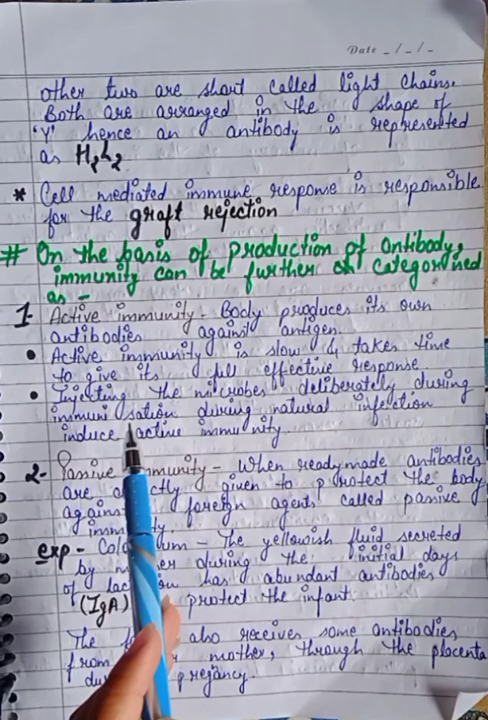 Date _/_/_
other two are short called light chains.
Both are arranged in the shape of
'Y' hence an antibody is represented
as H₂L₂
* Cell mediated immune response is responsible
for the graft rejection
# On the basis of production of antibody,
immunity can be further categorised
as -
1- Active immunity - Body produces its own
antibodies against antigen.
• Active immunity is slow & takes time
to give its full effective response.
• Injecting the microbes deliberately during
immunisation during natural infection
induce active immunity.
2- Passive immunity - When readymade antibodies
are directly given to protect the body
against foreign agents called passive
immunity.
exp - Colostrum - The yellowish fluid secreted
by mother during the initial days
of lactation has abundant antibodies
(IgA) protect the infant.
The also receives some antibodies
from mother, through the placenta
pregancy.